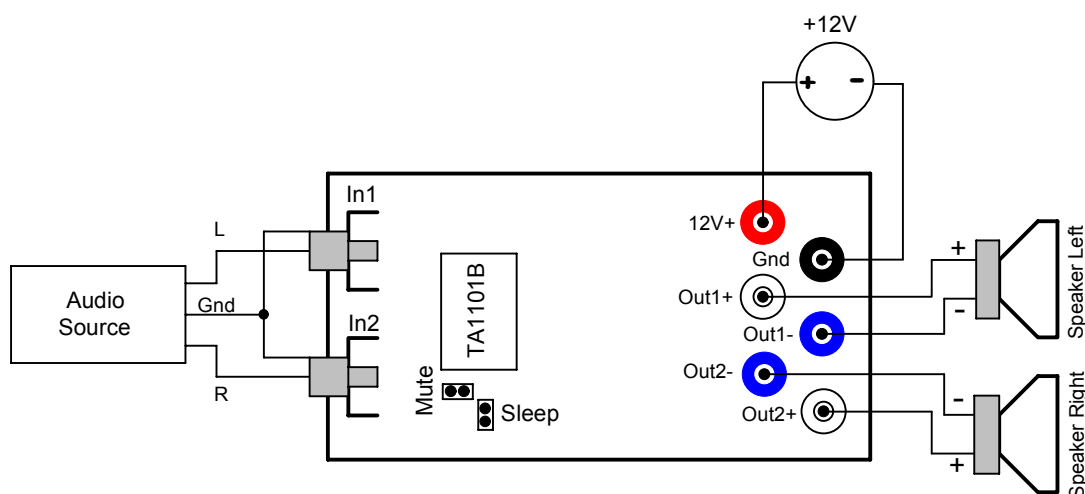 +12V
+
-
In1
L
12V+
Gnd
+
Audio
Source
Gnd
TA1101B
Out1+
-
Speaker Left
In2
Out1-
R
Mute
Out2-
-
Sleep
Out2+
+
Speaker Right